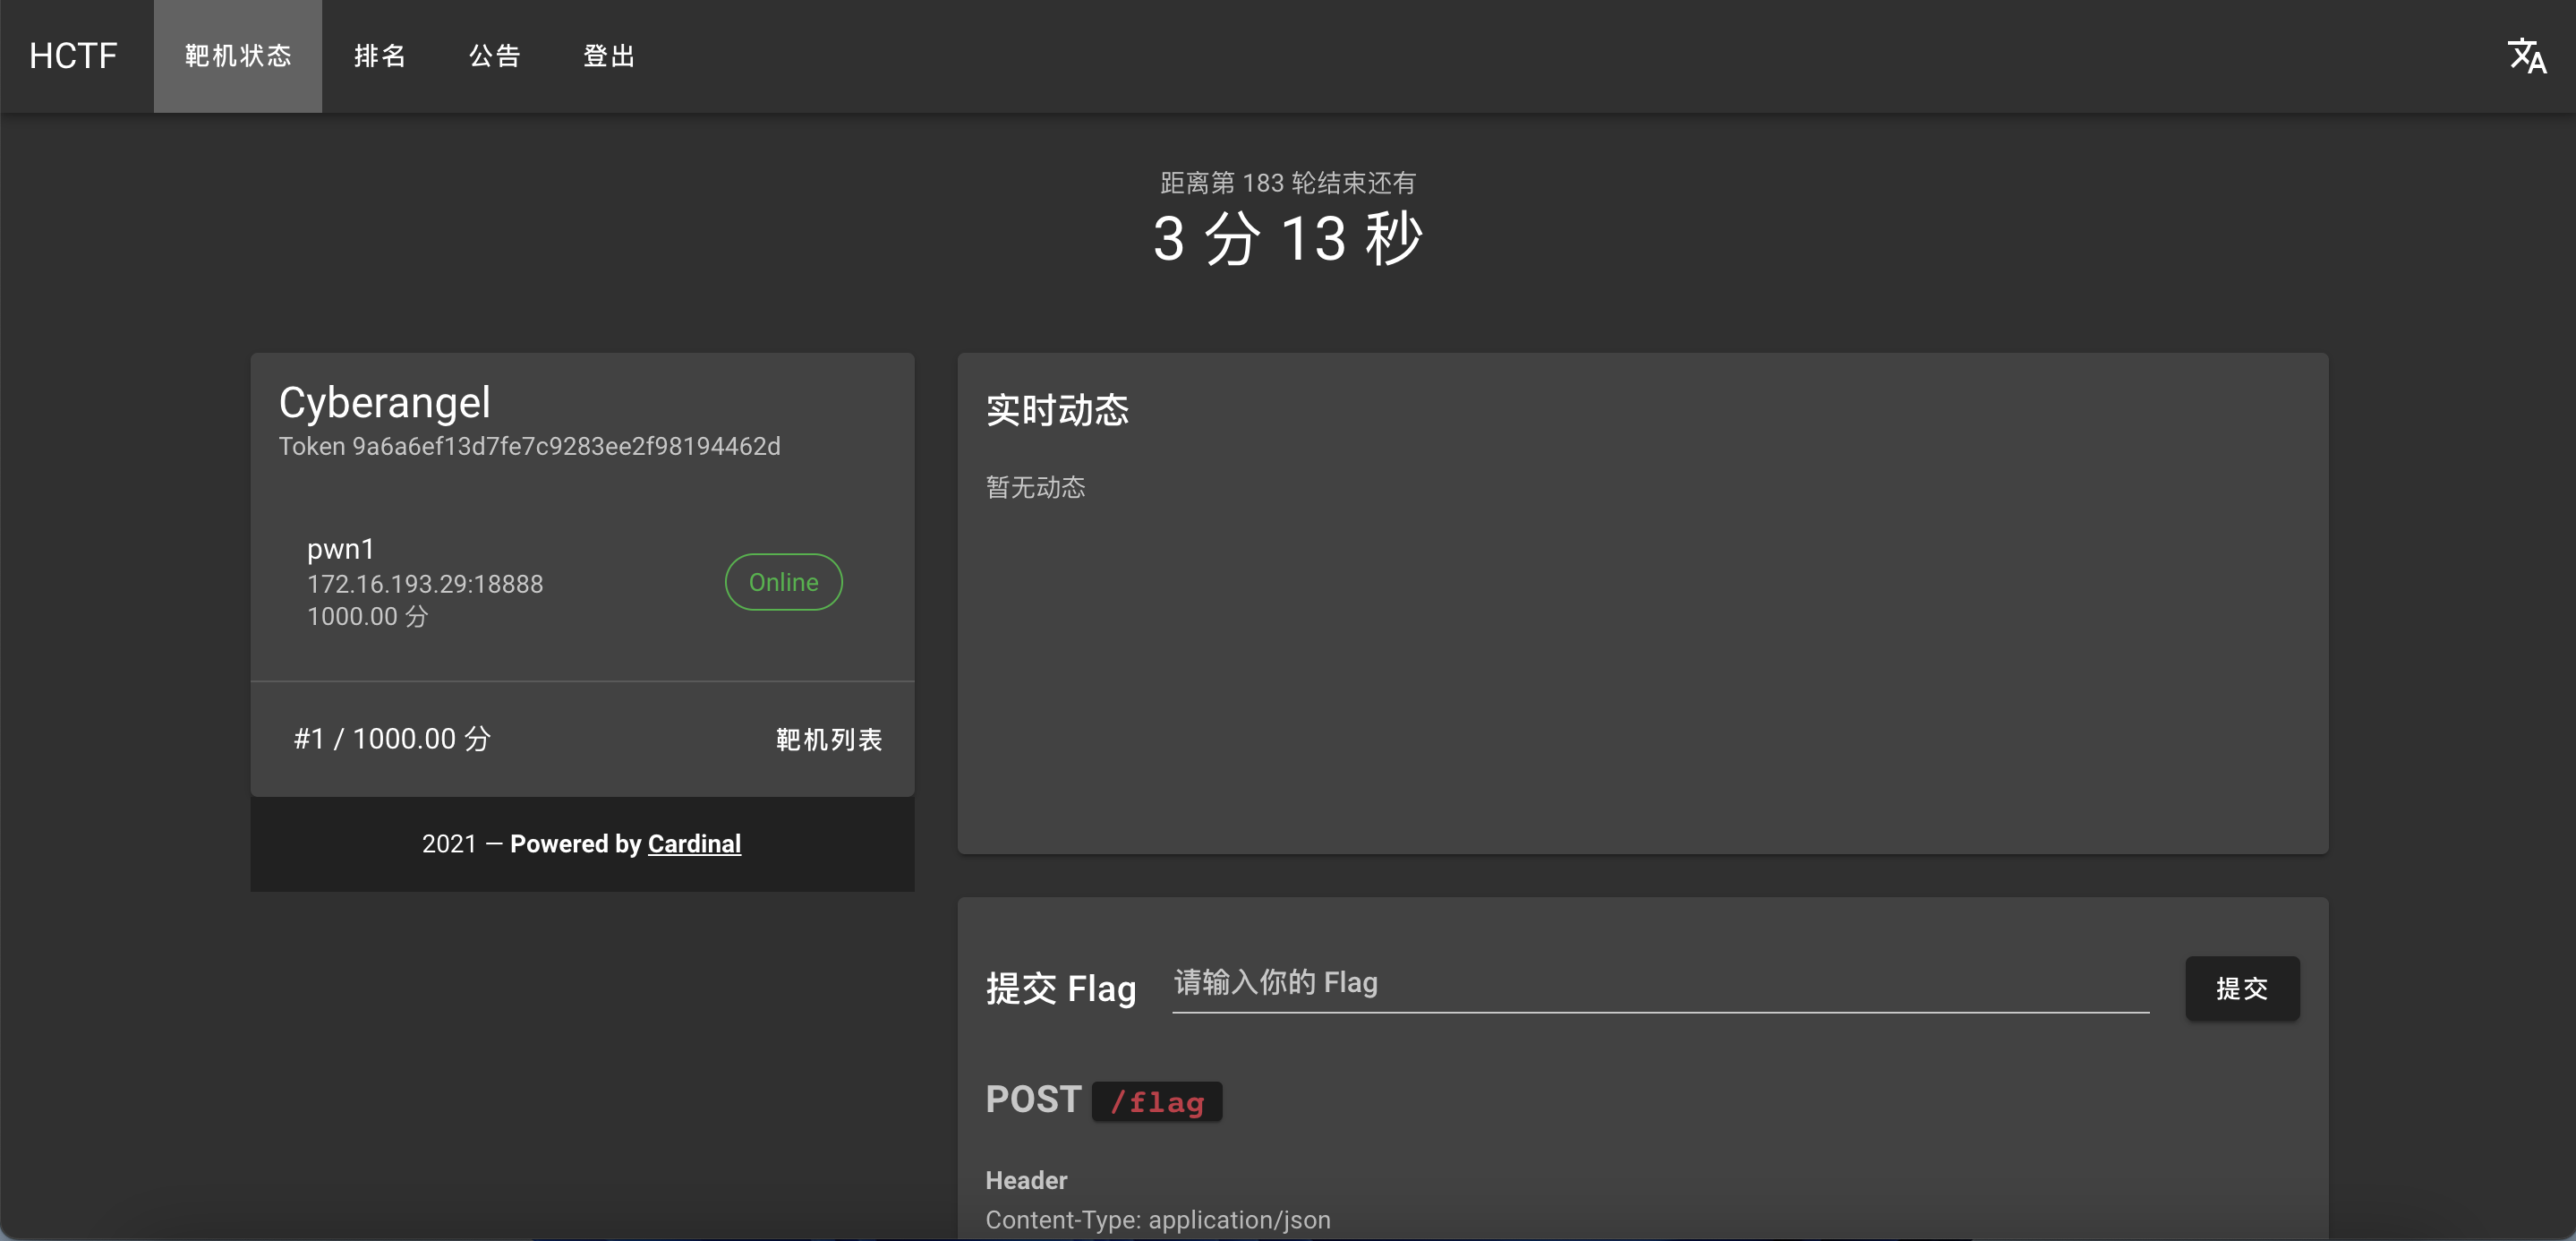 HCTF 靶机状态 排名 公告 登出
距离第 183 轮结束还有
3 分 13 秒
Cyberangel
Token 9a6a6ef13d7fe7c9283ee2f98194462d
pwn1
172.16.193.29:18888
1000.00 分
Online
#1 / 1000.00 分
靶机列表
2021 — Powered by Cardinal
实时动态
暂无动态
提交 Flag 请输入你的 Flag 提交
POST /flag
Header
Content-Type: application/json